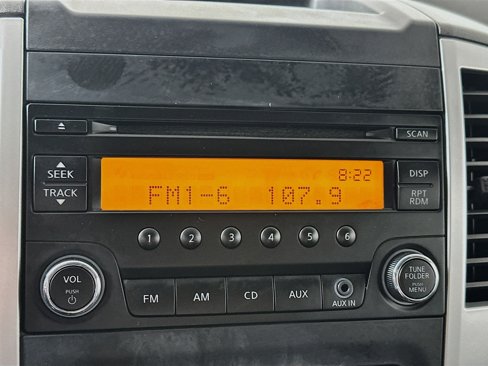 SCAN
SEEK
TRACK
8:22
FM1-6 107.9
DISP
RPT
RDM
1 2 3 4 5 6
VOL
PUSH
FM AM CD AUX
AUX IN
TUNE
FOLDER
PUSH
MENU